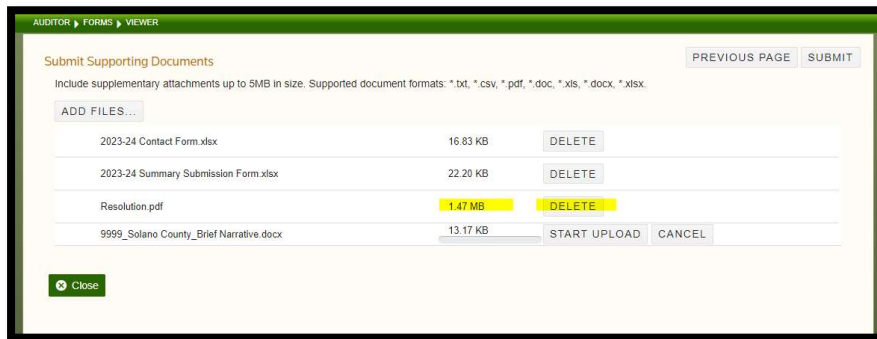 AUDITOR ▶ FORMS ▶ VIEWER
Submit Supporting Documents
PREVIOUS PAGE SUBMIT
Include supplementary attachments up to 5MB in size. Supported document formats: *.txt, *.csv, *.pdf, *.doc, *.xls, *.docx, *.xlsx.
ADD FILES...
2023-24 Contact Form.xlsx 16.83 KB DELETE
2023-24 Summary Submission Form.xlsx 22.20 KB DELETE
Resolution.pdf 1.47 MB DELETE
9999_Solano County_Brief Narrative.docx 13.17 KB START UPLOAD CANCEL
Close